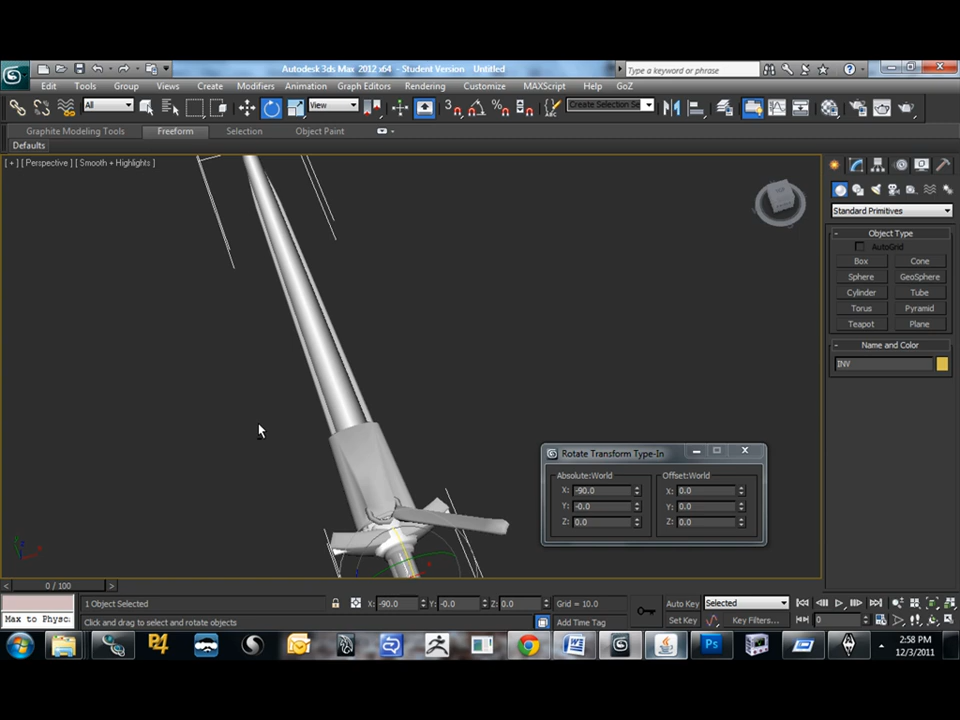 Autodesk 3ds Max 2012 x64 - Student Version Untitled
Type a keyword or phrase
Edit Tools Group Views Create Modifiers Animation Graph Editors Rendering Customize MAXScript Help GoZ
All View Create Selection Se
Graphite Modeling Tools Freeform Selection Object Paint
Defaults
[ + ] [ Perspective ] [ Smooth + Highlights ]
Standard Primitives
- Object Type
AutoGrid
Box Cone
Sphere GeoSphere
Cylinder Tube
Torus Pyramid
Teapot Plane
- Name and Color
INV
Rotate Transform Type-In
Absolute:World Offset:World
X: -90.0 X: 0.0
Y: -0.0 Y: 0.0
Z: 0.0 Z: 0.0
< 0 / 100 >
1 Object Selected X: -90.0 Y: -0.0 Z: 0.0 Grid = 10.0 Auto Key Selected
Max to Physc. Click and drag to select and rotate objects Add Time Tag Set Key Key Filters... 0
P4 Ps W
2:58 PM
12/3/2011